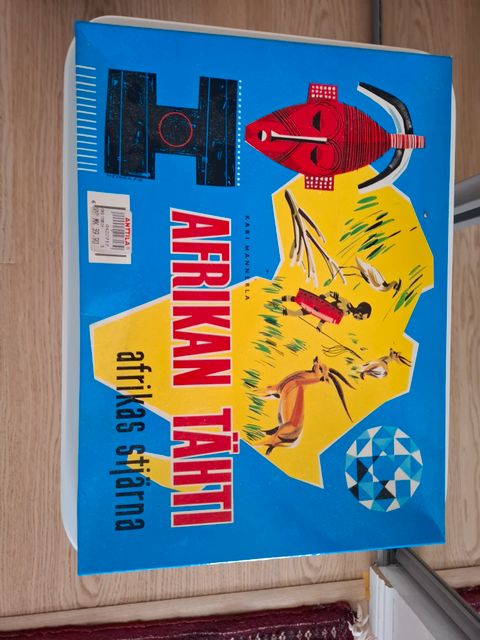 KARI MANNERLA
AFRIKAN TÄHTI
afrikas stjärna
ANTTILA